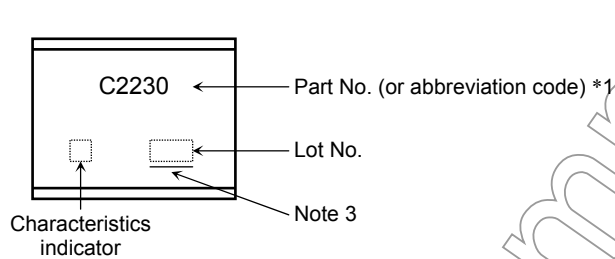 C2230
Part No. (or abbreviation code) *1
Lot No.
Note 3
Characteristics
indicator